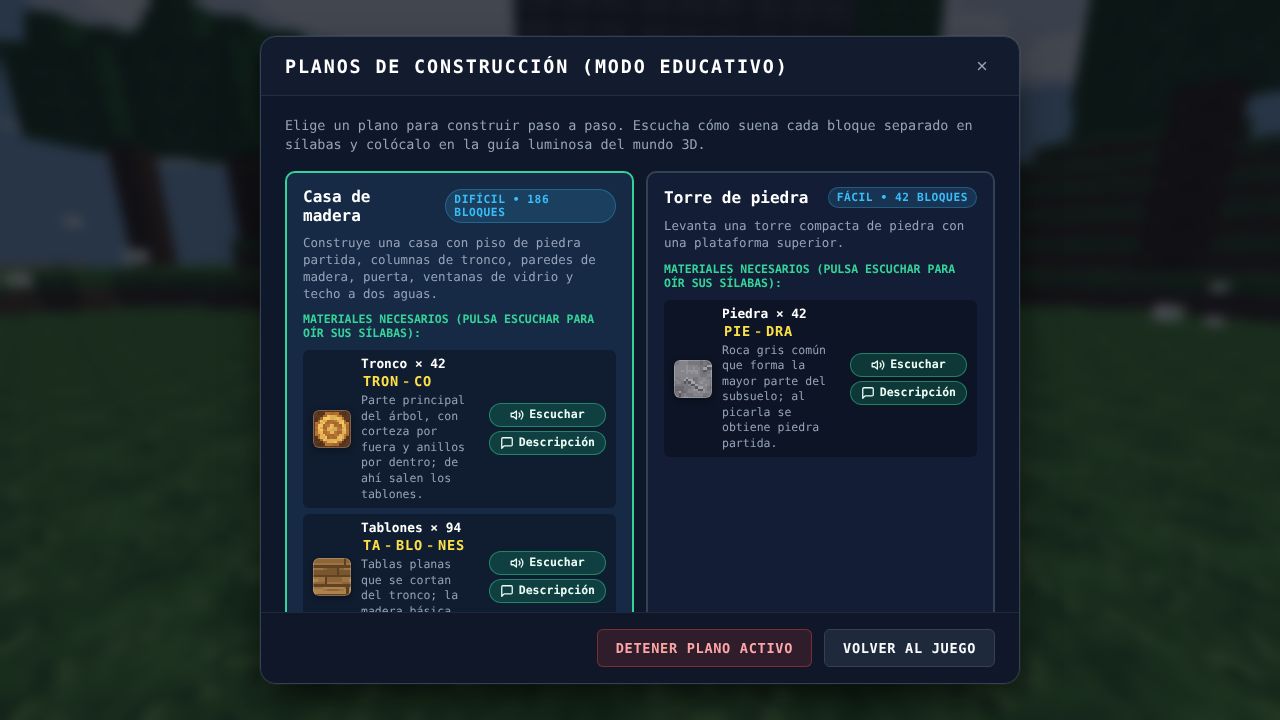 PLANOS DE CONSTRUCCIÓN (MODO EDUCATIVO)
×
Elige un plano para construir paso a paso. Escucha cómo suena cada bloque separado en
sílabas y colócalo en la guía luminosa del mundo 3D.
Casa de
madera
DIFÍCIL • 186
BLOQUES
Construye una casa con piso de piedra
partida, columnas de tronco, paredes de
madera, puerta, ventanas de vidrio y
techo a dos aguas.
MATERIALES NECESARIOS (PULSA ESCUCHAR PARA
OÍR SUS SÍLABAS):
Tronco × 42
TRON - CO
Parte principal
del árbol, con
corteza por
fuera y anillos
por dentro; de
ahí salen los
tablones.
Escuchar
Descripción
Tablones × 94
TA - BLO - NES
Tablas planas
que se cortan
del tronco; la
madera básica
Escuchar
Descripción
Torre de piedra
FÁCIL • 42 BLOQUES
Levanta una torre compacta de piedra con
una plataforma superior.
MATERIALES NECESARIOS (PULSA ESCUCHAR PARA
OÍR SUS SÍLABAS):
Piedra × 42
PIE - DRA
Roca gris común
que forma la
mayor parte del
subsuelo; al
picarla se
obtiene piedra
partida.
Escuchar
Descripción
DETENER PLANO ACTIVO
VOLVER AL JUEGO